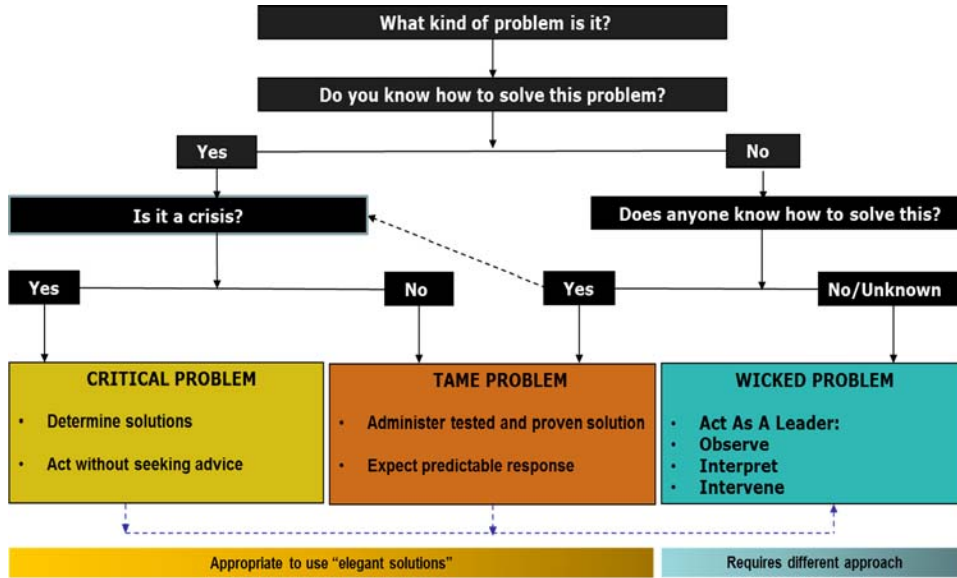 What kind of problem is it?
Do you know how to solve this problem?
Yes
No
Is it a crisis?
Does anyone know how to solve this?
Yes
No
Yes
No/Unknown
CRITICAL PROBLEM
• Determine solutions
• Act without seeking advice
TAME PROBLEM
• Administer tested and proven solution
• Expect predictable response
WICKED PROBLEM
• Act As A Leader:
• Observe
• Interpret
• Intervene
Appropriate to use “elegant solutions”
Requires different approach